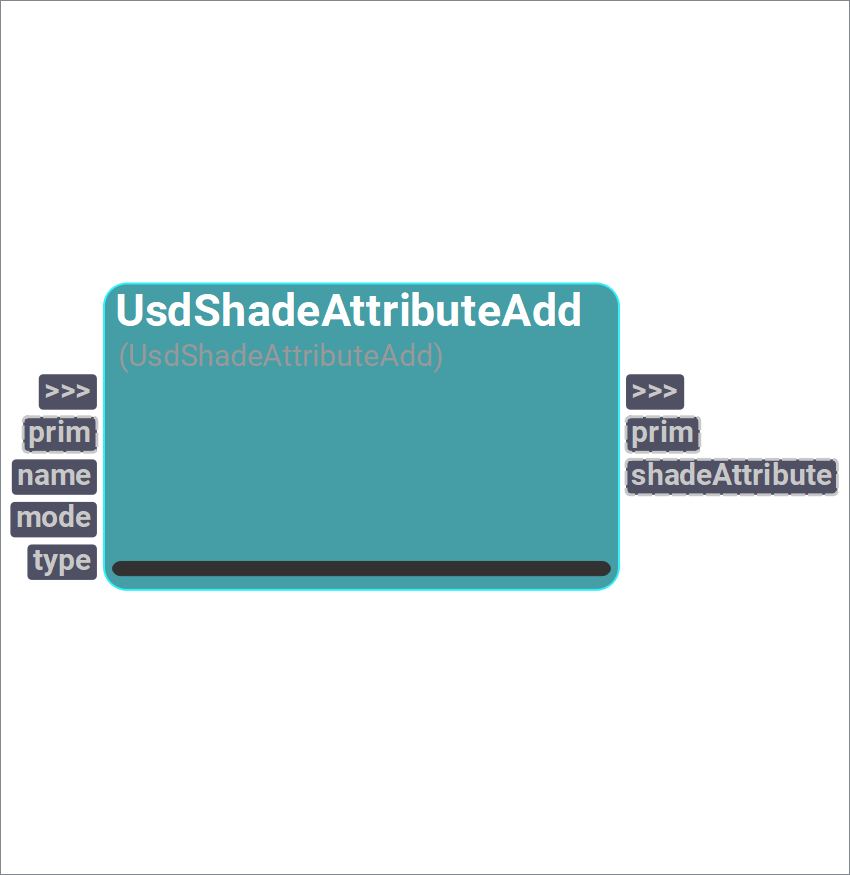 UsdShadeAttributeAdd
(UsdShadeAttributeAdd)
>>> >>>
prim prim
name shadeAttribute
mode
type